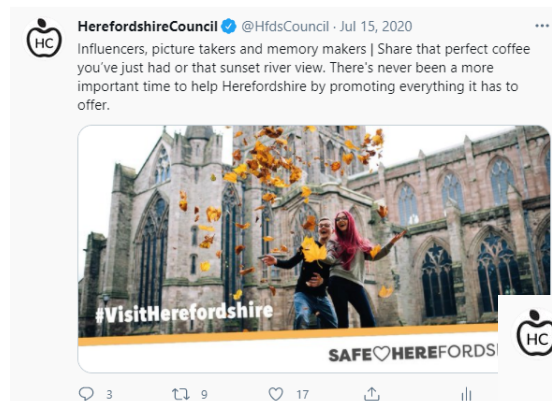 HC
HerefordshireCouncil @HfdsCouncil · Jul 15, 2020
Influencers, picture takers and memory makers | Share that perfect coffee
you've just had or that sunset river view. There's never been a more
important time to help Herefordshire by promoting everything it has to
offer.
#VisitHerefordshire
SAFE♡HEREFORDS
HC
3 9 17